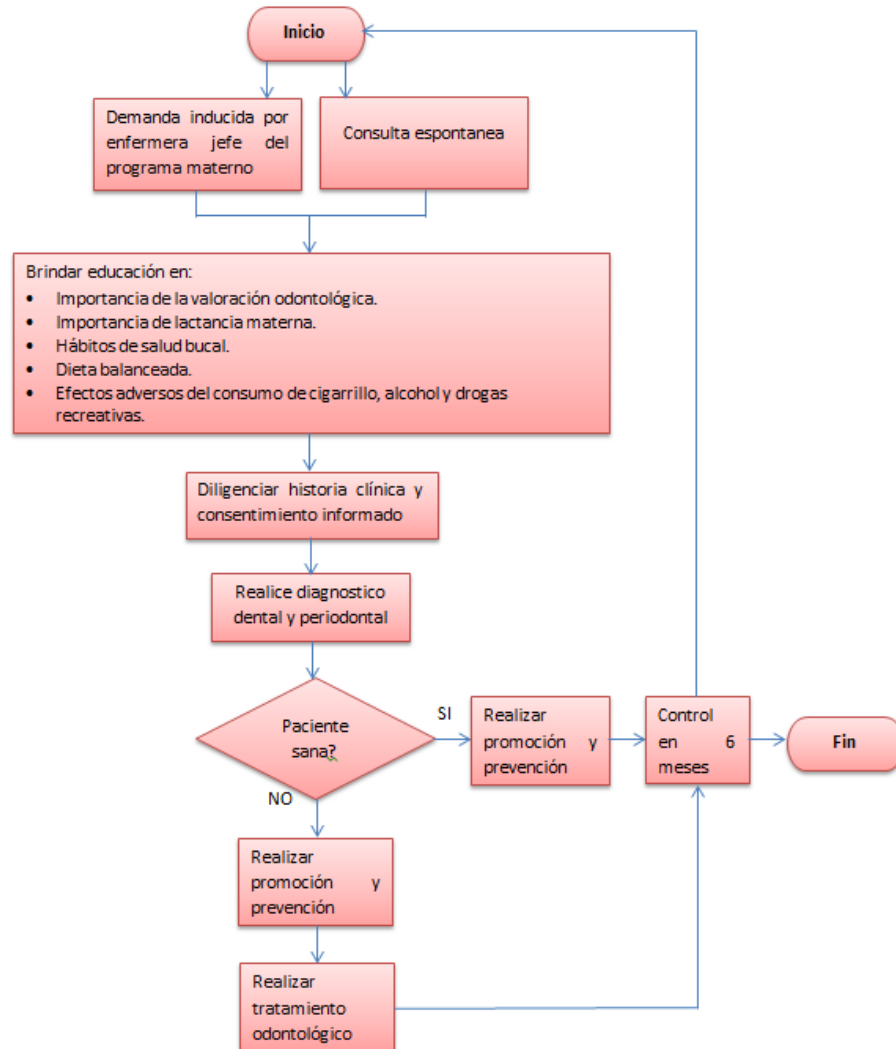 Inicio
Demanda inducida por
enfermera jefe del
programa materno
Consulta espontanea
Brindar educación en:
• Importancia de la valoración odontológica.
• Importancia de lactancia materna.
• Hábitos de salud bucal.
• Dieta balanceada.
• Efectos adversos del consumo de cigarrillo, alcohol y drogas
recreativas.
Diligenciar historia clínica y
consentimiento informado
Realice diagnostico
dental y periodontal
Paciente
sana?
SI
Realizar
promoción y
prevención
Control
en 6
meses
Fin
NO
Realizar
promoción y
prevención
Realizar
tratamiento
odontológico